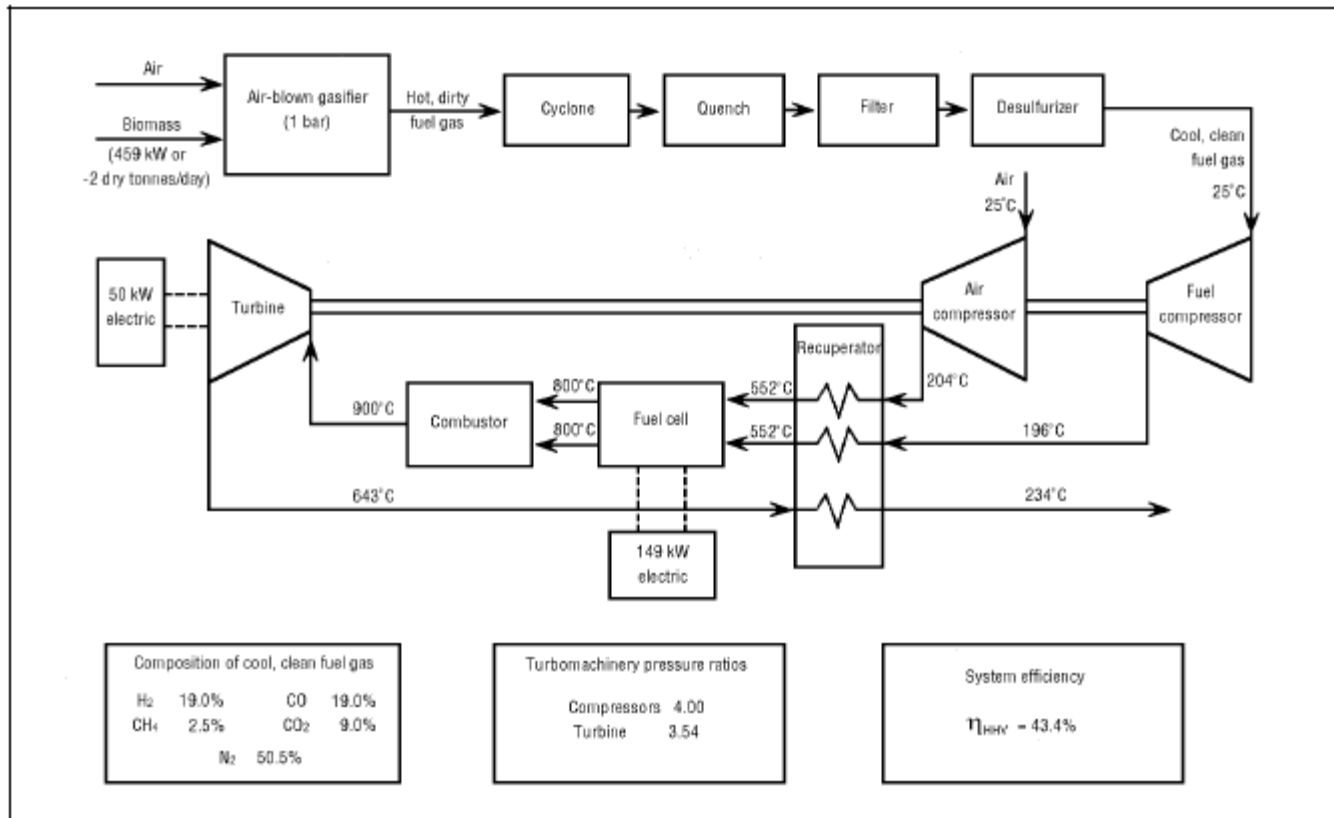 Air
Biomass
(459 kW or
~2 dry tonnes/day)
Air-blown gasifier
(1 bar)
Hot, dirty
fuel gas
Cyclone
Quench
Filter
Desulfurizer
Cool, clean
fuel gas
25°C
Air
25°C
50 kW
electric
Turbine
Air
compressor
Fuel
compressor
Recuperator
204°C
196°C
552°C
552°C
800°C
800°C
Fuel cell
Combustor
900°C
643°C
234°C
149 kW
electric
Composition of cool, clean fuel gas
H₂ 19.0% CO 19.0%
CH₄ 2.5% CO₂ 9.0%
N₂ 50.5%
Turbomachinery pressure ratios
Compressors 4.00
Turbine 3.54
System efficiency
ηHHV = 43.4%